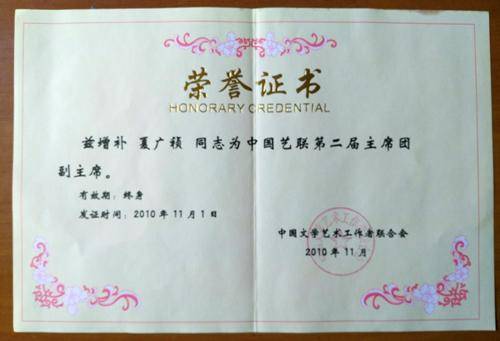 荣誉证书
HONORARY CREDENTIAL
兹增补 夏广颖 同志为中国艺联第二届主席团
副主席。
有效期：终身
发证时间：2010年11月1日
中国文学艺术工作者联合会
2010年11月